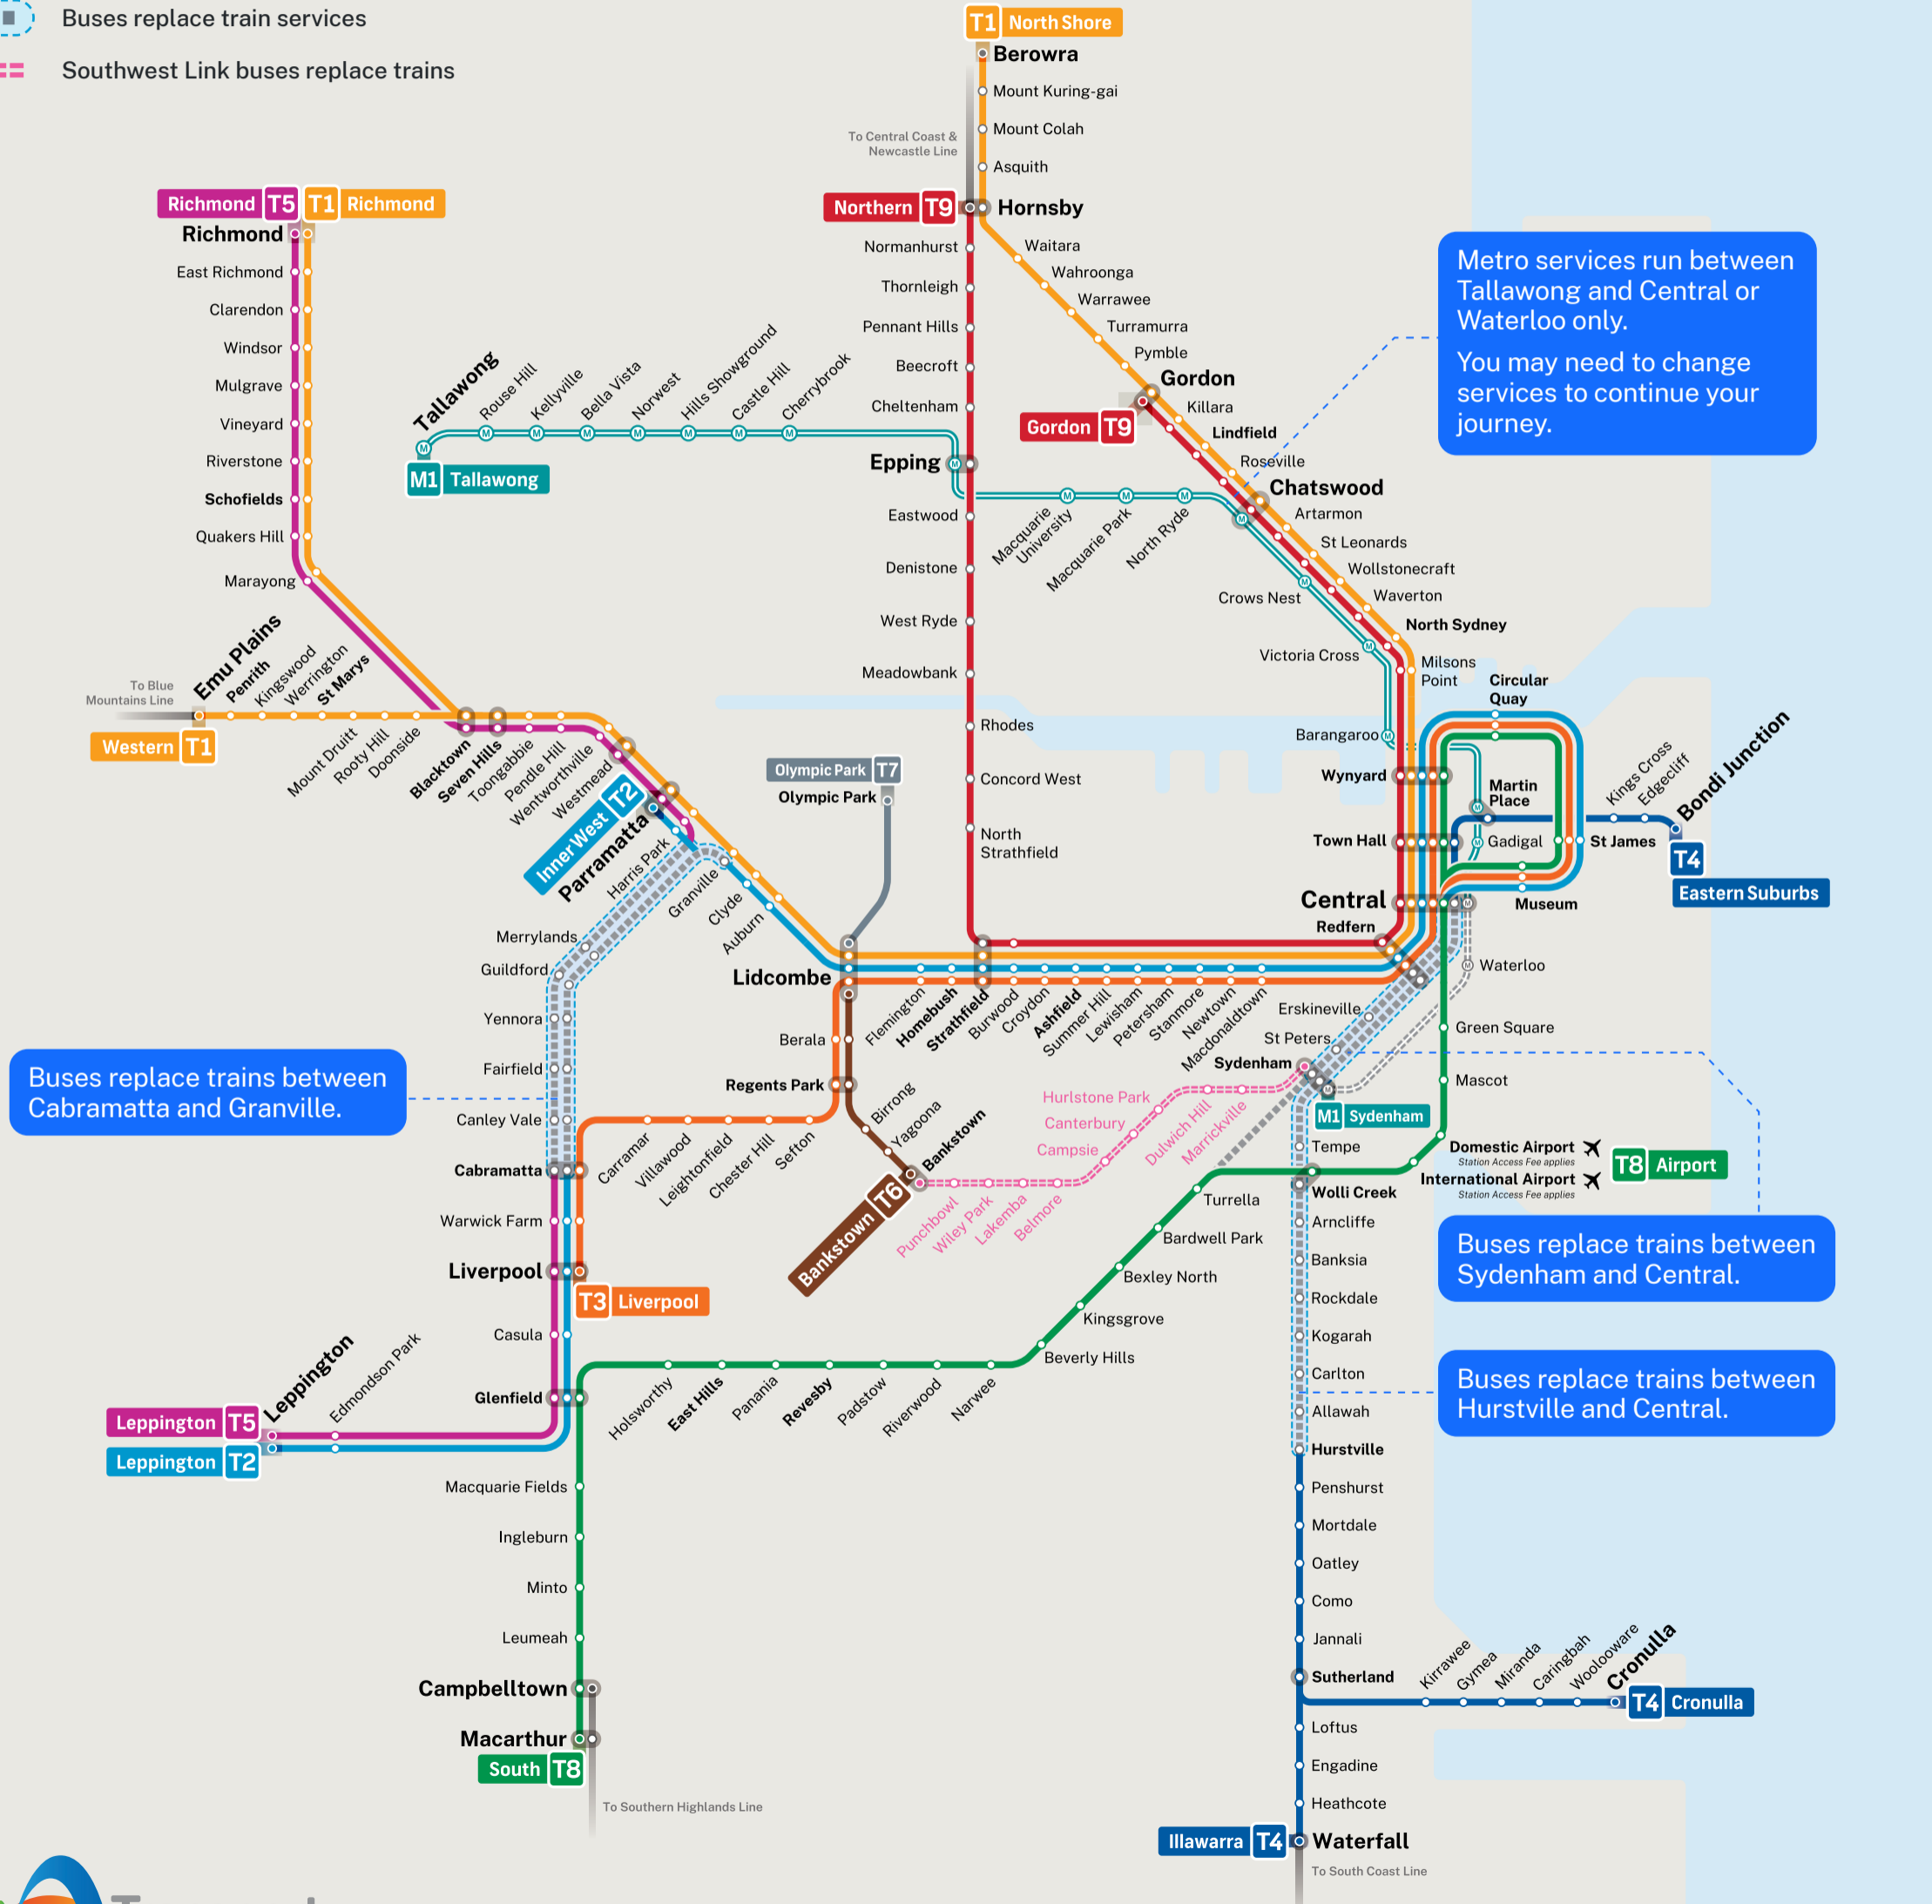 Buses replace train services
Southwest Link buses replace trains
T1 North Shore
Berowra
Mount Kuring-gai
Mount Colah
Asquith
To Central Coast &
Newcastle Line
Northern T9
Hornsby
Richmond T5
T1 Richmond
Richmond
East Richmond
Clarendon
Windsor
Mulgrave
Vineyard
Riverstone
Schofields
Quakers Hill
Marayong
Normanhurst
Thornleigh
Pennant Hills
Beecroft
Cheltenham
Epping
Eastwood
Denistone
West Ryde
Meadowbank
Rhodes
Concord West
North
Strathfield
Waitara
Wahroonga
Warrawee
Turramurra
Pymble
Gordon
Gordon T9
Killara
Lindfield
Roseville
Chatswood
Artarmon
St Leonards
Wollstonecraft
Waverton
North Sydney
Milsons
Point
Metro services run between
Tallawong and Central or
Waterloo only.
You may need to change
services to continue your
journey.
Tallawong
M1 Tallawong
Rouse Hill
Kellyville
Bella Vista
Norwest
Hills Showground
Castle Hill
Cherrybrook
Macquarie
University
Macquarie Park
North Ryde
Crows Nest
Victoria Cross
Barangaroo
Martin
Place
Gadigal
To Blue
Mountains Line
Western T1
Emu Plains
Penrith
Kingswood
Werrington
St Marys
Mount Druitt
Rooty Hill
Doonside
Blacktown
Seven Hills
Toongabbie
Pendle Hill
Wentworthville
Westmead
Inner West T2
Parramatta
Harris Park
Granville
Clyde
Auburn
Olympic Park T7
Olympic Park
Lidcombe
Flemington
Homebush
Strathfield
Burwood
Croydon
Ashfield
Summer Hill
Lewisham
Petersham
Stanmore
Newtown
Macdonaldtown
Circular
Quay
Wynyard
Town Hall
Central
Redfern
St James
Museum
Kings Cross
Edgecliff
Bondi Junction
T4
Eastern Suburbs
Merrylands
Guildford
Yennora
Fairfield
Canley Vale
Cabramatta
Warwick Farm
Liverpool
T3 Liverpool
Casula
Glenfield
Buses replace trains between
Cabramatta and Granville.
Berala
Regents Park
Birrong
Yagoona
Bankstown
Bankstown T6
Carramar
Villawood
Leightonfield
Chester Hill
Sefton
Punchbowl
Wiley Park
Lakemba
Belmore
Campsie
Canterbury
Hurlstone Park
Dulwich Hill
Marrickville
Erskineville
St Peters
Sydenham
M1 Sydenham
Waterloo
Green Square
Mascot
Domestic Airport
Station Access Fee applies
International Airport
Station Access Fee applies
T8 Airport
Tempe
Wolli Creek
Arncliffe
Banksia
Rockdale
Kogarah
Carlton
Allawah
Hurstville
Penshurst
Mortdale
Oatley
Como
Jannali
Sutherland
Loftus
Engadine
Heathcote
Waterfall
Illawarra T4
To South Coast Line
Kirrawee
Gymea
Miranda
Caringbah
Woolooware
Cronulla
T4 Cronulla
Buses replace trains between
Sydenham and Central.
Buses replace trains between
Hurstville and Central.
Turrella
Bardwell Park
Bexley North
Kingsgrove
Beverly Hills
Narwee
Riverwood
Padstow
Revesby
Panania
East Hills
Holsworthy
Leppington
Edmondson Park
Leppington T5
Leppington T2
Macquarie Fields
Ingleburn
Minto
Leumeah
Campbelltown
Macarthur
South T8
To Southern Highlands Line